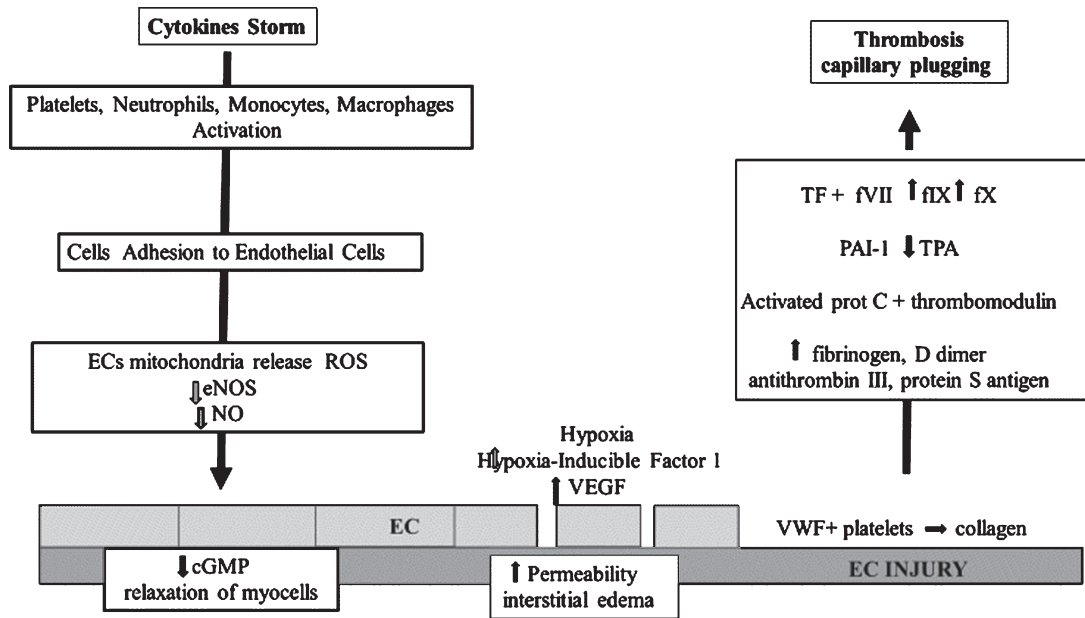 Cytokines Storm
Platelets, Neutrophils, Monocytes, Macrophages
Activation
Cells Adhesion to Endothelial Cells
ECs mitochondria release ROS
⇓eNOS
⇓NO
EC
↓cGMP
relaxation of myocells
Hypoxia
Hypoxia-Inducible Factor 1
↑ VEGF
↑ Permeability
interstitial edema
Thrombosis
capillary plugging
TF + fVII ↑fIX↑ fX
PAI-1 ↓TPA
Activated prot C + thrombomodulin
↑ fibrinogen, D dimer
antithrombin III, protein S antigen
VWF+ platelets → collagen
EC INJURY